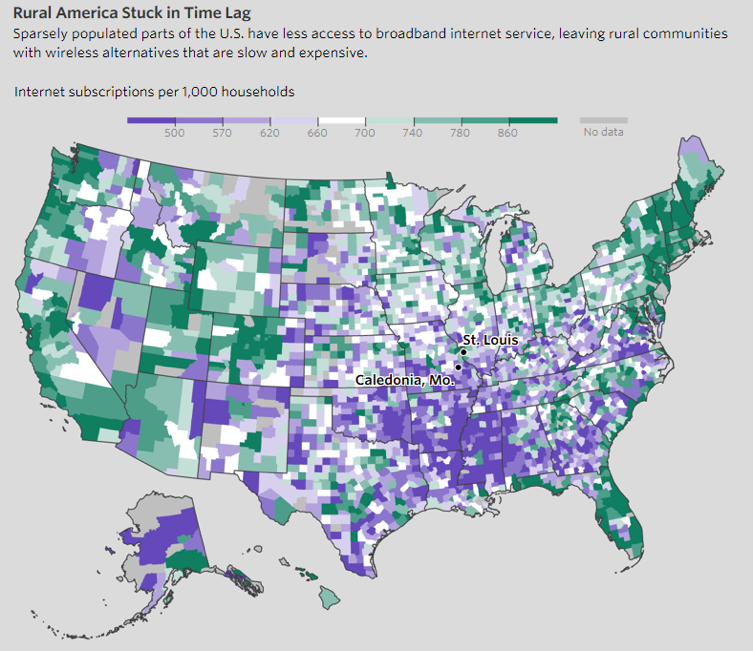 Rural America Stuck in Time Lag
Sparsely populated parts of the U.S. have less access to broadband internet service, leaving rural communities
with wireless alternatives that are slow and expensive.
Internet subscriptions per 1,000 households
500 570 620 660 700 740 780 860 No data
St. Louis
Caledonia, Mo.